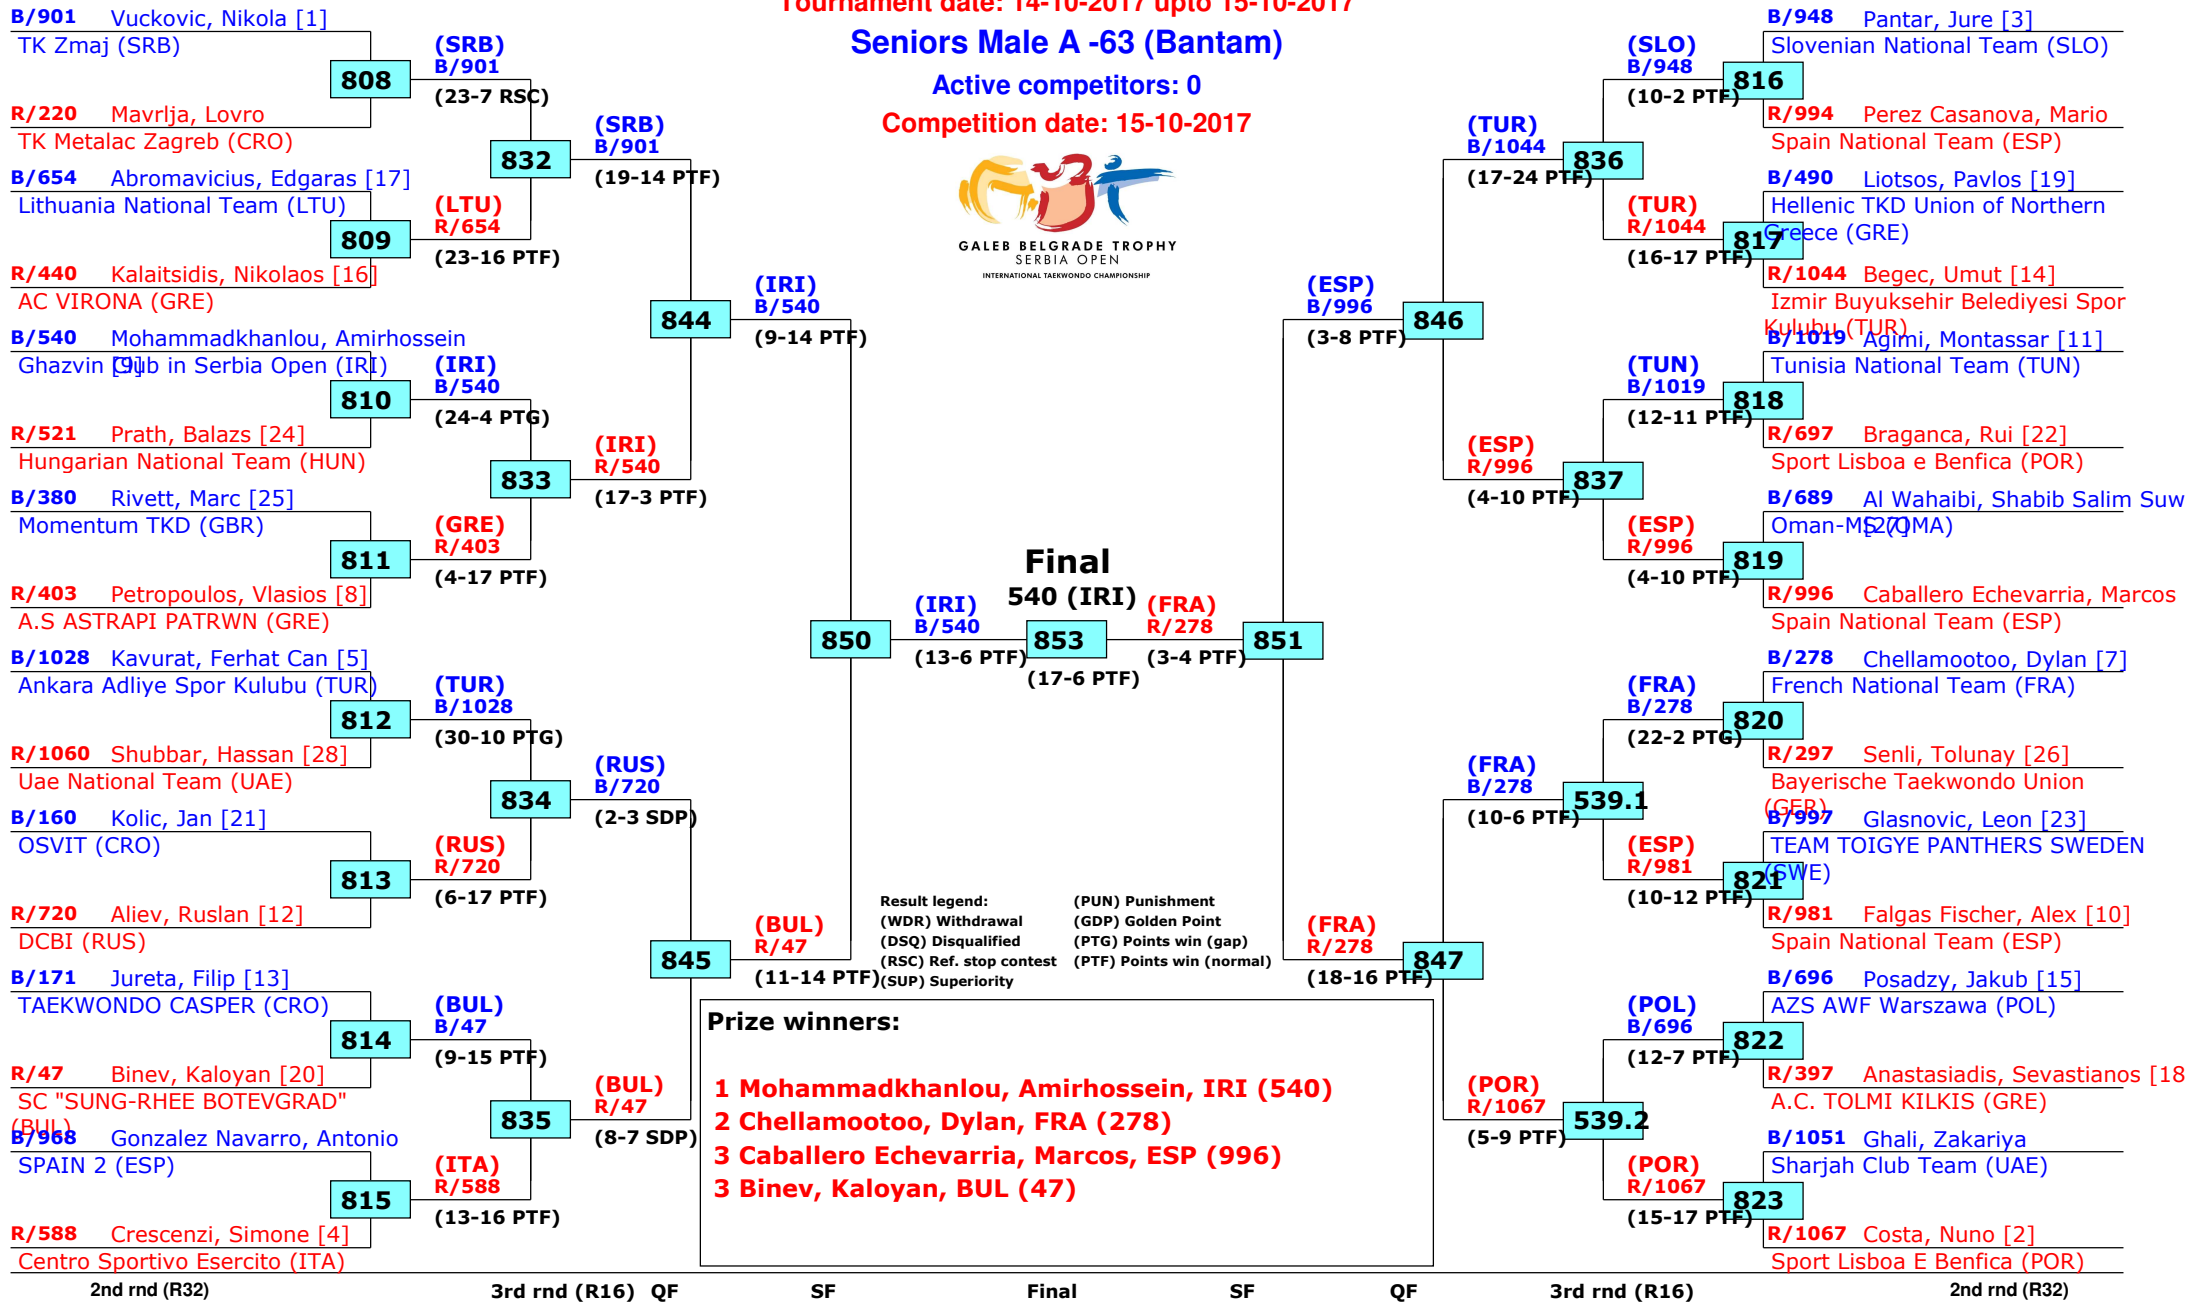 Tournament date: 14-10-2017 upto 15-10-2017
Seniors Male A -63 (Bantam)
Active competitors: 0
Competition date: 15-10-2017
GALEB BELGRADE TROPHY
SERBIA OPEN
INTERNATIONAL TAEKWONDO CHAMPIONSHIP
B/901 Vuckovic, Nikola [1]
TK Zmaj (SRB)
808
R/220 Mavrlja, Lovro
TK Metalac Zagreb (CRO)
B/654 Abromavicius, Edgaras [17]
Lithuania National Team (LTU)
809
R/440 Kalaitsidis, Nikolaos [16]
AC VIRONA (GRE)
B/540 Mohammadkhanlou, Amirhossein
[9]
Ghazvin Club in Serbia Open (IRI)
810
R/521 Prath, Balazs [24]
Hungarian National Team (HUN)
B/380 Rivett, Marc [25]
Momentum TKD (GBR)
811
R/403 Petropoulos, Vlasios [8]
A.S ASTRAPI PATRWN (GRE)
B/1028 Kavurat, Ferhat Can [5]
Ankara Adliye Spor Kulubu (TUR)
812
R/1060 Shubbar, Hassan [28]
Uae National Team (UAE)
B/160 Kolic, Jan [21]
OSVIT (CRO)
813
R/720 Aliev, Ruslan [12]
DCBI (RUS)
B/171 Jureta, Filip [13]
TAEKWONDO CASPER (CRO)
814
R/47 Binev, Kaloyan [20]
SC "SUNG-RHEE BOTEVGRAD"
(BUL)
B/968 Gonzalez Navarro, Antonio
SPAIN 2 (ESP)
815
R/588 Crescenzi, Simone [4]
Centro Sportivo Esercito (ITA)
(SRB)
B/901
(23-7 RSC)
832
(LTU)
R/654
(23-16 PTF)
(IRI)
B/540
(24-4 PTG)
833
(GRE)
R/403
(4-17 PTF)
(TUR)
B/1028
(30-10 PTG)
834
(RUS)
R/720
(6-17 PTF)
(BUL)
B/47
(9-15 PTF)
835
(ITA)
R/588
(13-16 PTF)
(SRB)
B/901
(19-14 PTF)
844
(IRI)
R/540
(17-3 PTF)
(RUS)
B/720
(2-3 SDP)
845
(BUL)
R/47
(8-7 SDP)
(IRI)
B/540
(9-14 PTF)
850
(BUL)
R/47
(11-14 PTF)
(IRI)
B/540
(13-6 PTF)
Final
540 (IRI)
853
(17-6 PTF)
(FRA)
R/278
(3-4 PTF)
851
(ESP)
B/996
(3-8 PTF)
846
(FRA)
R/278
(18-16 PTF)
847
(TUR)
B/1044
(17-24 PTF)
836
(ESP)
R/996
(4-10 PTF)
837
(FRA)
B/278
(10-6 PTF)
539.1
(POR)
R/1067
(5-9 PTF)
539.2
(SLO)
B/948
(10-2 PTF)
816
(TUR)
R/1044
(16-17 PTF)
817
(TUN)
B/1019
(12-11 PTF)
818
(ESP)
R/996
(4-10 PTF)
819
(FRA)
B/278
(22-2 PTG)
820
(ESP)
R/981
(10-12 PTF)
821
(POL)
B/696
(12-7 PTF)
822
(POR)
R/1067
(15-17 PTF)
823
B/948 Pantar, Jure [3]
Slovenian National Team (SLO)
R/994 Perez Casanova, Mario
Spain National Team (ESP)
B/490 Liotsos, Pavlos [19]
Hellenic TKD Union of Northern
Greece (GRE)
R/1044 Begec, Umut [14]
Izmir Buyuksehir Belediyesi Spor
Kulubu (TUR)
B/1019 Agimi, Montassar [11]
Tunisia National Team (TUN)
R/697 Braganca, Rui [22]
Sport Lisboa e Benfica (POR)
B/689 Al Wahaibi, Shabib Salim Suw
[27]
Oman-MS (OMA)
R/996 Caballero Echevarria, Marcos
Spain National Team (ESP)
B/278 Chellamootoo, Dylan [7]
French National Team (FRA)
R/297 Senli, Tolunay [26]
Bayerische Taekwondo Union
(GER)
B/997 Glasnovic, Leon [23]
TEAM TOIGYE PANTHERS SWEDEN
(SWE)
R/981 Falgas Fischer, Alex [10]
Spain National Team (ESP)
B/696 Posadzy, Jakub [15]
AZS AWF Warszawa (POL)
R/397 Anastasiadis, Sevastianos [18
A.C. TOLMI KILKIS (GRE)
B/1051 Ghali, Zakariya
Sharjah Club Team (UAE)
R/1067 Costa, Nuno [2]
Sport Lisboa E Benfica (POR)
Result legend: (PUN) Punishment
(WDR) Withdrawal (GDP) Golden Point
(DSQ) Disqualified (PTG) Points win (gap)
(RSC) Ref. stop contest (PTF) Points win (normal)
(SUP) Superiority
Prize winners:
1 Mohammadkhanlou, Amirhossein, IRI (540)
2 Chellamootoo, Dylan, FRA (278)
3 Caballero Echevarria, Marcos, ESP (996)
3 Binev, Kaloyan, BUL (47)
2nd rnd (R32) 3rd rnd (R16) QF SF Final SF QF 3rd rnd (R16) 2nd rnd (R32)